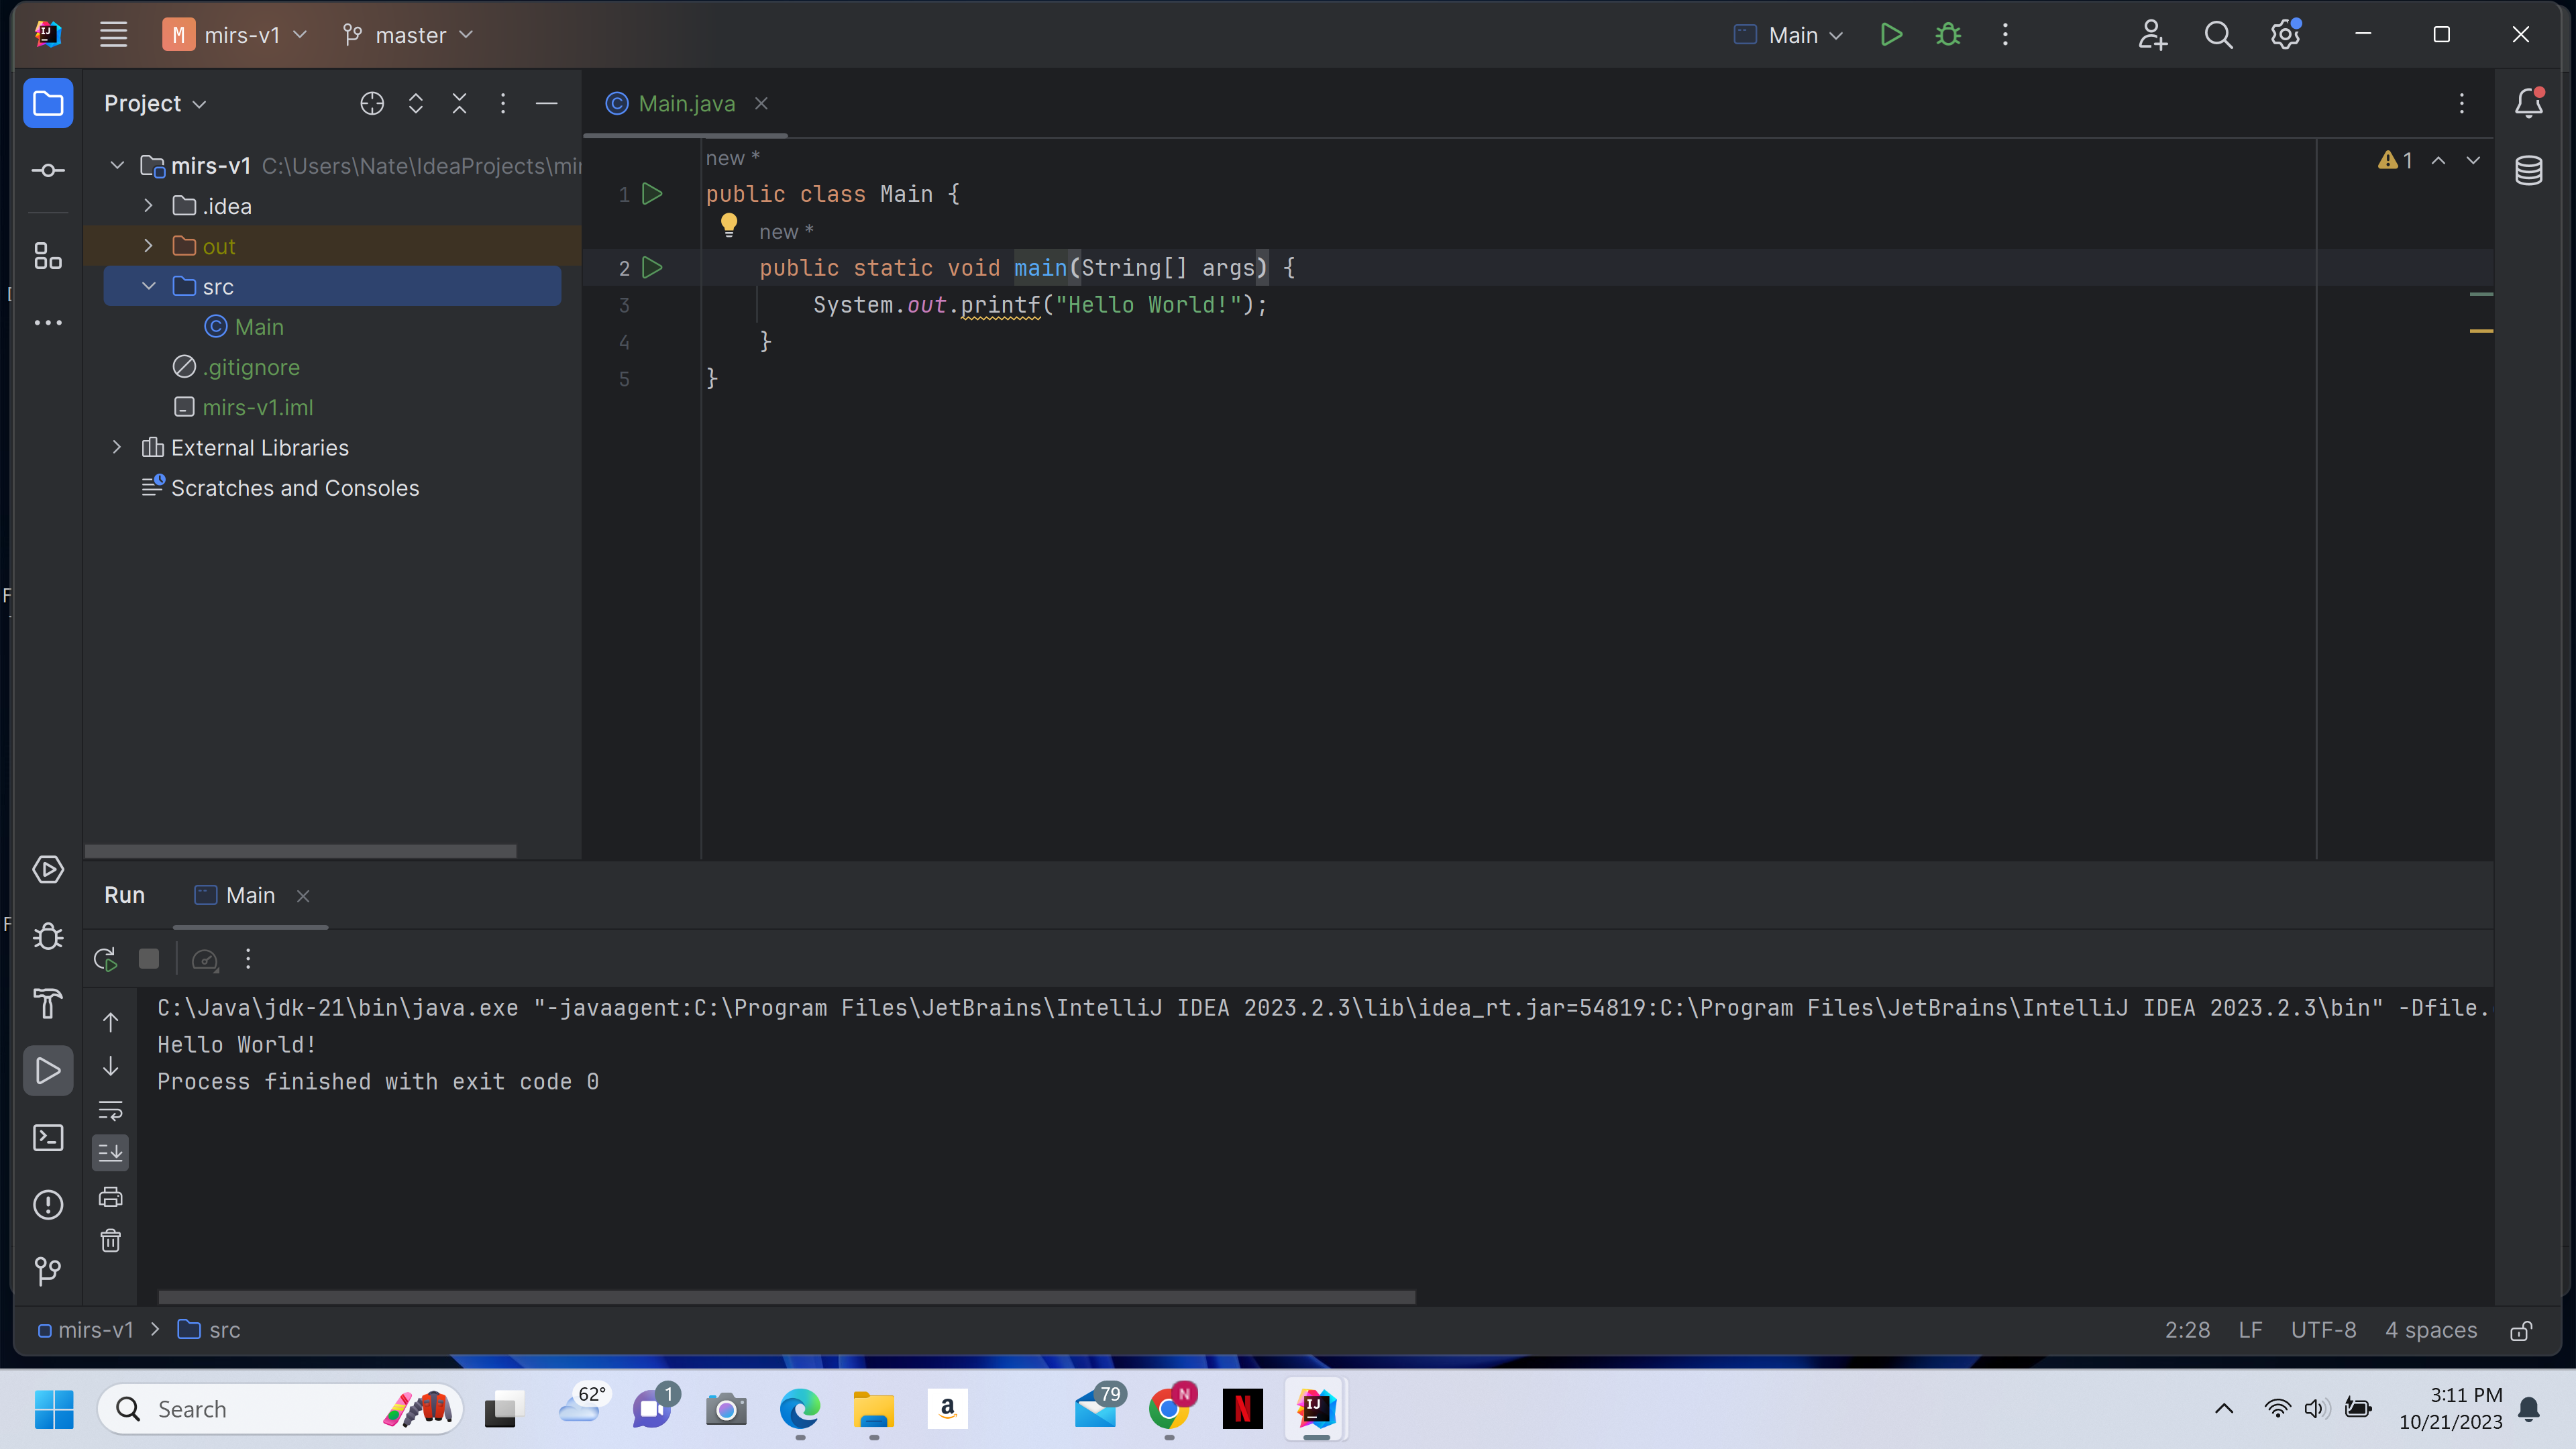 M mirs-v1 master Main
Project
Main.java
mirs-v1 C:\Users\Nate\IdeaProjects\mir
.idea
out
src
Main
.gitignore
mirs-v1.iml
External Libraries
Scratches and Consoles
new *
1 public class Main {
new *
2 public static void main(String[] args) {
3 System.out.printf("Hello World!");
4 }
5 }
1
Run Main
C:\Java\jdk-21\bin\java.exe "-javaagent:C:\Program Files\JetBrains\IntelliJ IDEA 2023.2.3\lib\idea_rt.jar=54819:C:\Program Files\JetBrains\IntelliJ IDEA 2023.2.3\bin" -Dfile.
Hello World!
Process finished with exit code 0
mirs-v1 > src
2:28 LF UTF-8 4 spaces
Search
62°
1
a
79
N
N
IJ
3:11 PM
10/21/2023